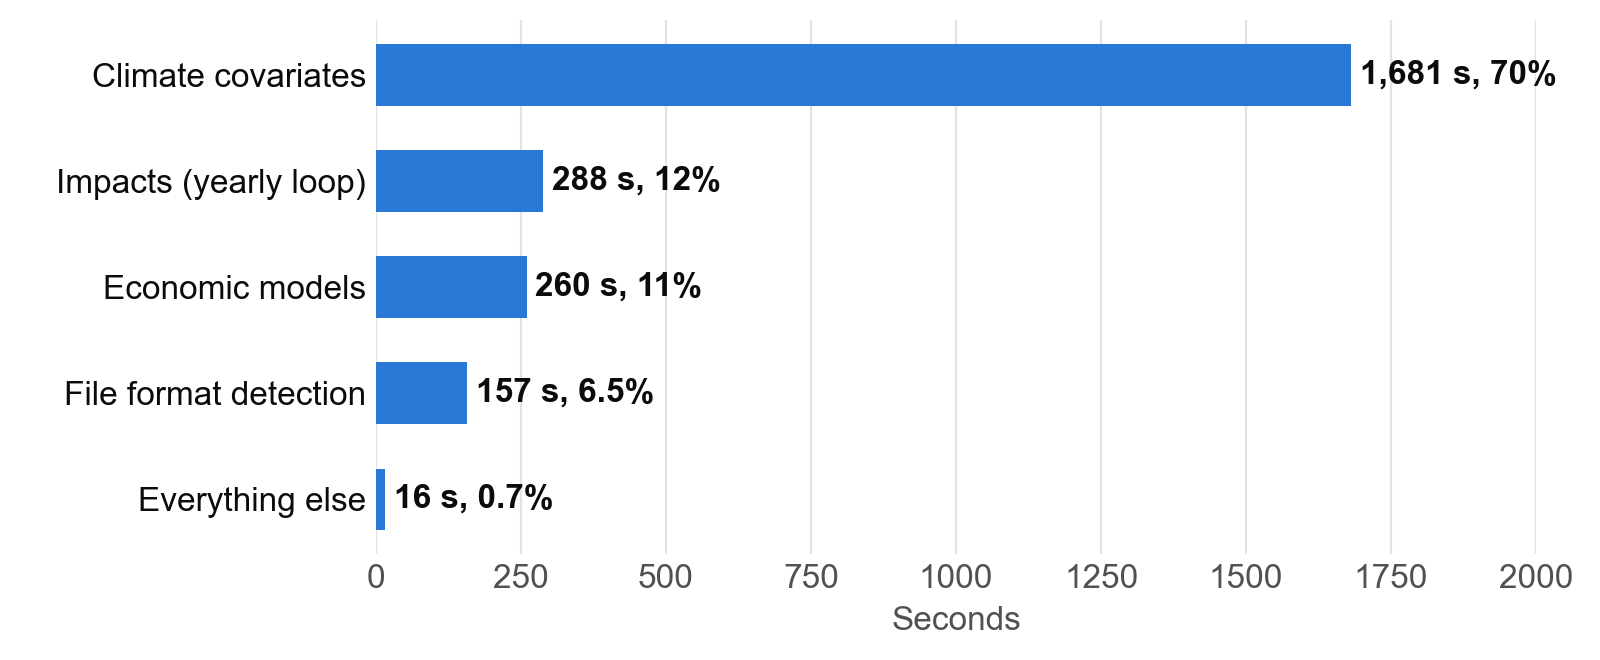 Climate covariates 1,681 s, 70%
Impacts (yearly loop) 288 s, 12%
Economic models 260 s, 11%
File format detection 157 s, 6.5%
Everything else 16 s, 0.7%
0 250 500 750 1000 1250 1500 1750 2000
Seconds